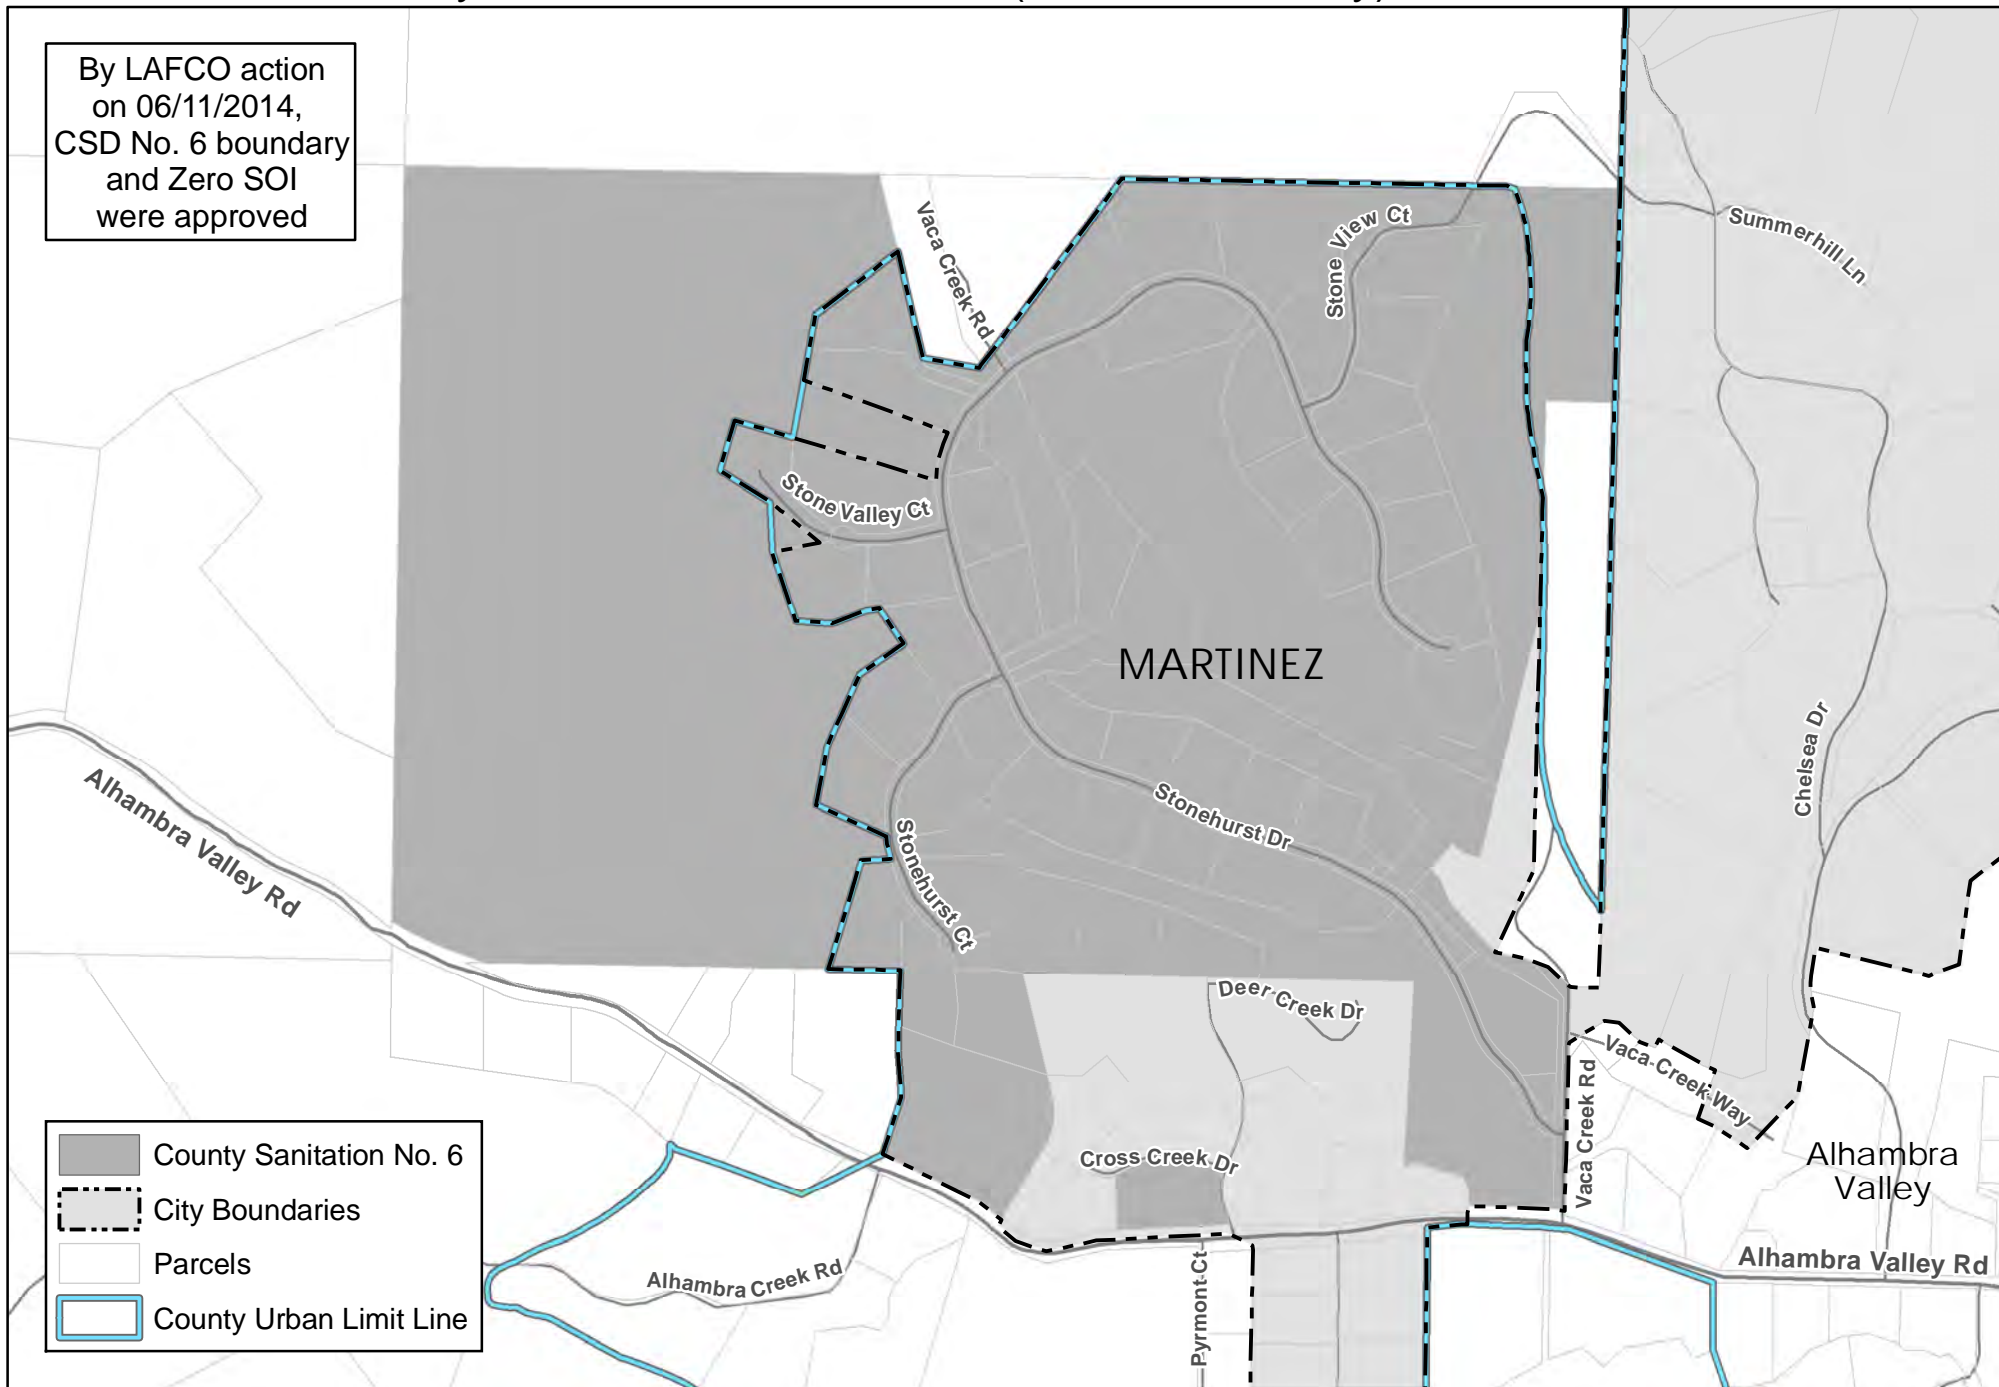 By LAFCO action
on 06/11/2014,
CSD No. 6 boundary
and Zero SOI
were approved
Vaca Creek Rd
Stone View Ct
Summerhill Ln
Stone Valley Ct
MARTINEZ
Chelsea Dr
Alhambra Valley Rd
Stonehurst Dr
Stonehurst Ct
Deer Creek Dr
Vaca Creek Way
Vaca Creek Rd
Cross Creek Dr
Alhambra
Valley
Alhambra Valley Rd
Alhambra Creek Rd
Pyrmont Ct
County Sanitation No. 6
City Boundaries
Parcels
County Urban Limit Line